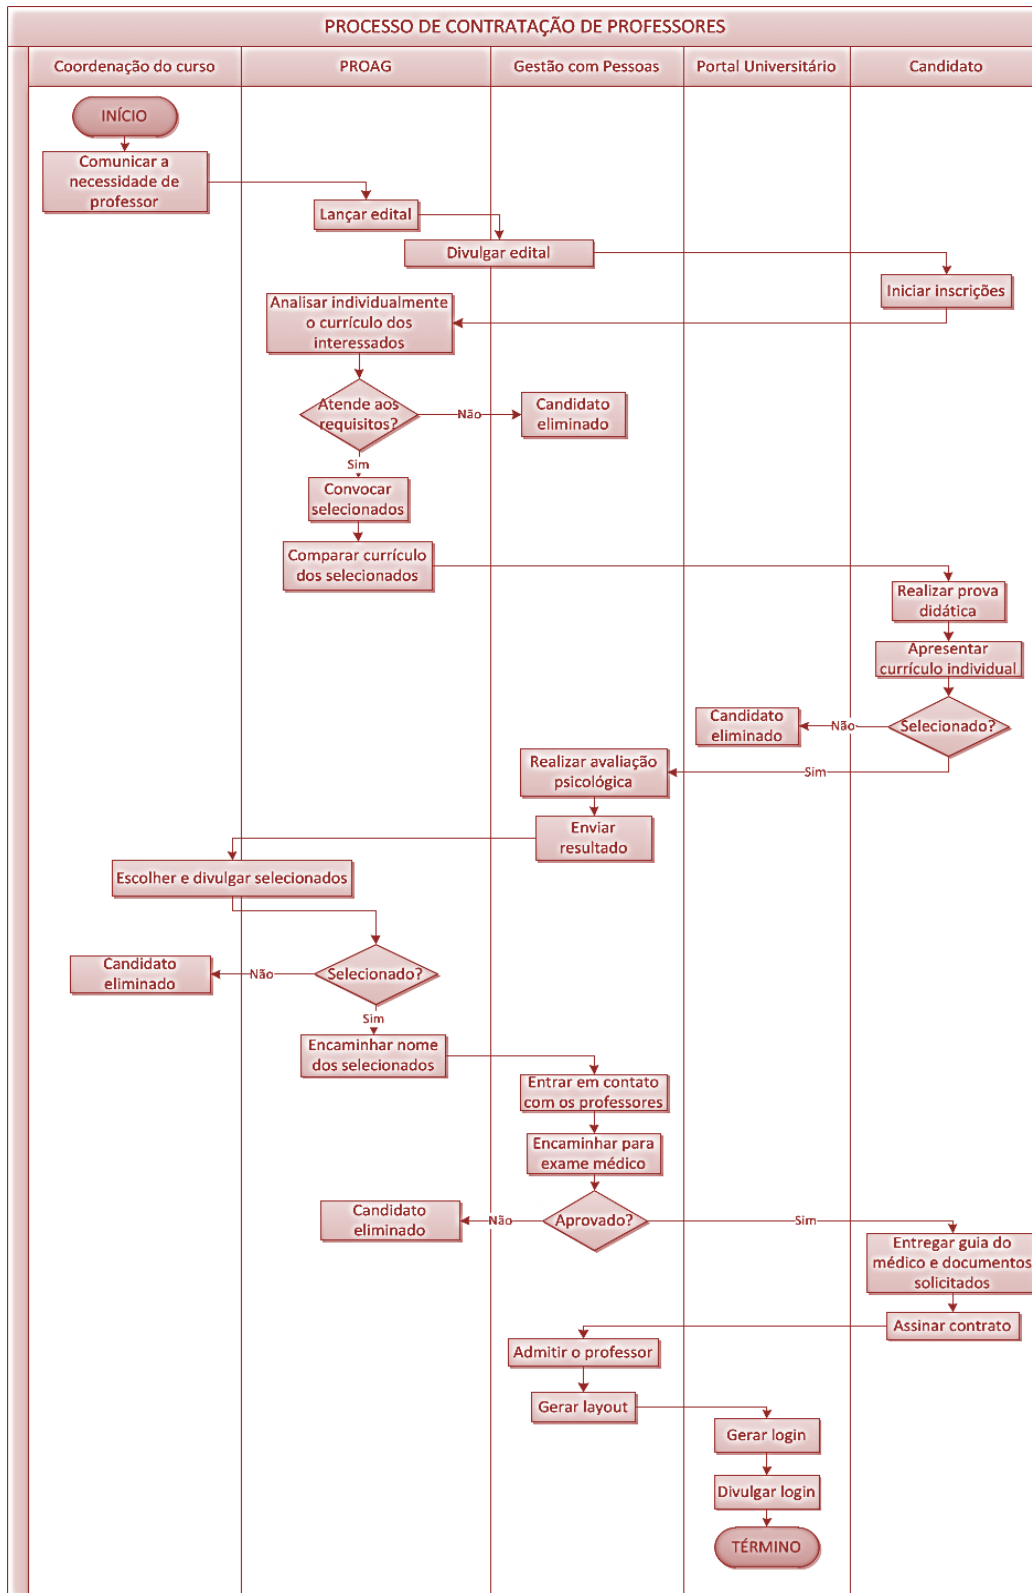 PROCESSO DE CONTRATAÇÃO DE PROFESSORES
Coordenação do curso
PROAG
Gestão com Pessoas
Portal Universitário
Candidato
INÍCIO
Comunicar a
necessidade de
professor
Lançar edital
Divulgar edital
Iniciar inscrições
Analisar individualmente
o currículo dos
interessados
Atende aos
requisitos?
Não
Candidato
eliminado
Sim
Convocar
selecionados
Comparar currículo
dos selecionados
Realizar prova
didática
Apresentar
currículo individual
Selecionado?
Não
Candidato
eliminado
Sim
Realizar avaliação
psicológica
Enviar
resultado
Escolher e divulgar selecionados
Selecionado?
Não
Candidato
eliminado
Sim
Encaminhar nome
dos selecionados
Entrar em contato
com os professores
Encaminhar para
exame médico
Aprovado?
Não
Candidato
eliminado
Sim
Entregar guia do
médico e documentos
solicitados
Assinar contrato
Admitir o professor
Gerar layout
Gerar login
Divulgar login
TÉRMINO